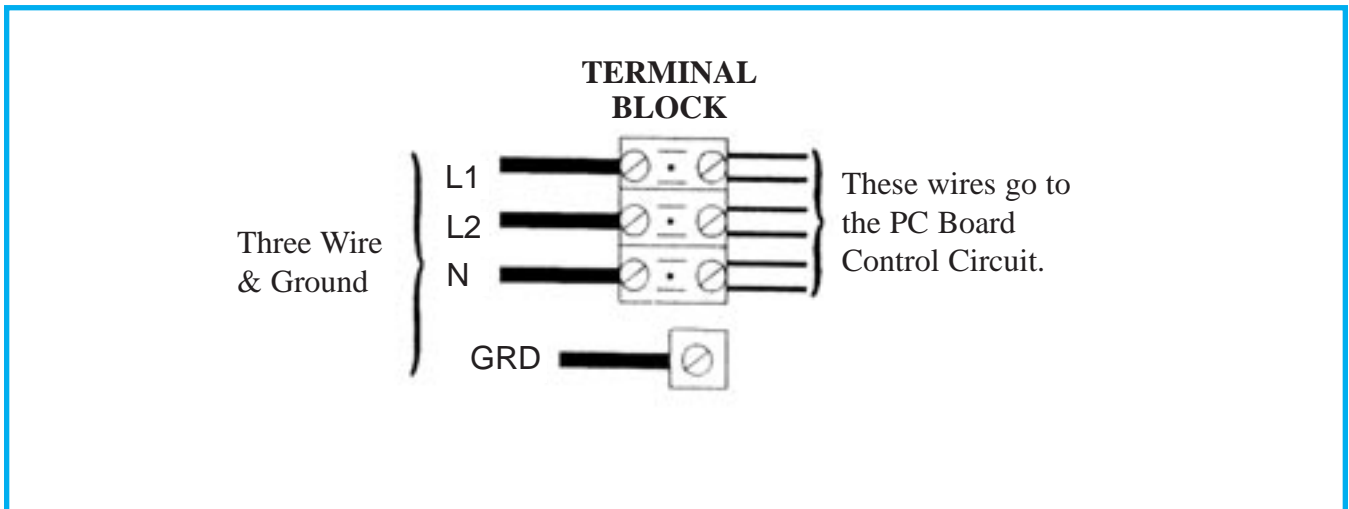 TERMINAL
BLOCK
L1
L2
N
GRD
Three Wire
& Ground
These wires go to
the PC Board
Control Circuit.